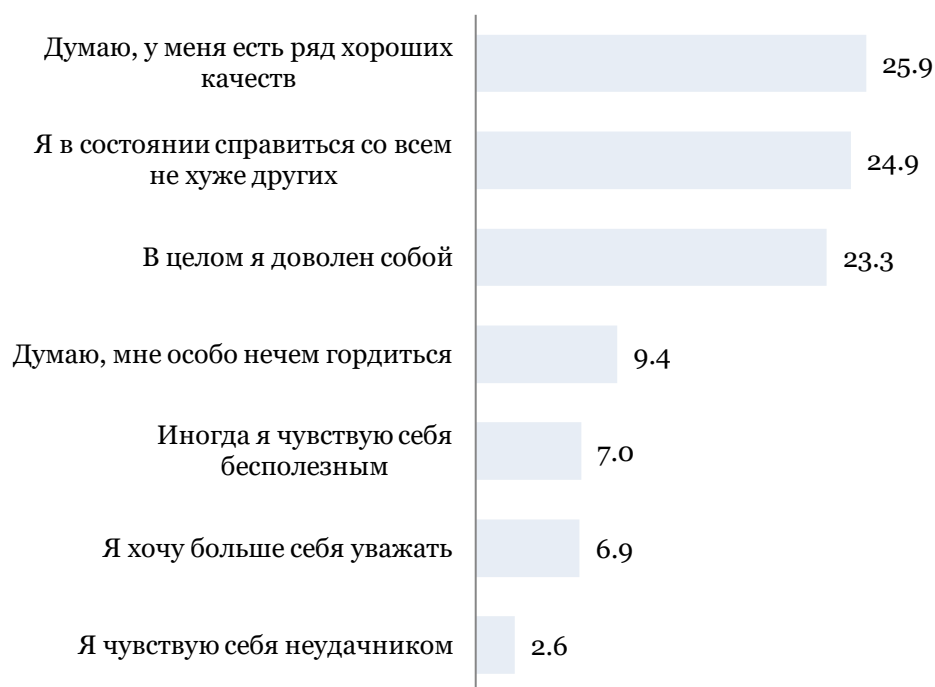 Думаю, у меня есть ряд хороших
качеств
25.9
Я в состоянии справиться со всем
не хуже других
24.9
В целом я доволен собой
23.3
Думаю, мне особо нечем гордиться
9.4
Иногда я чувствую себя
бесполезным
7.0
Я хочу больше себя уважать
6.9
Я чувствую себя неудачником
2.6